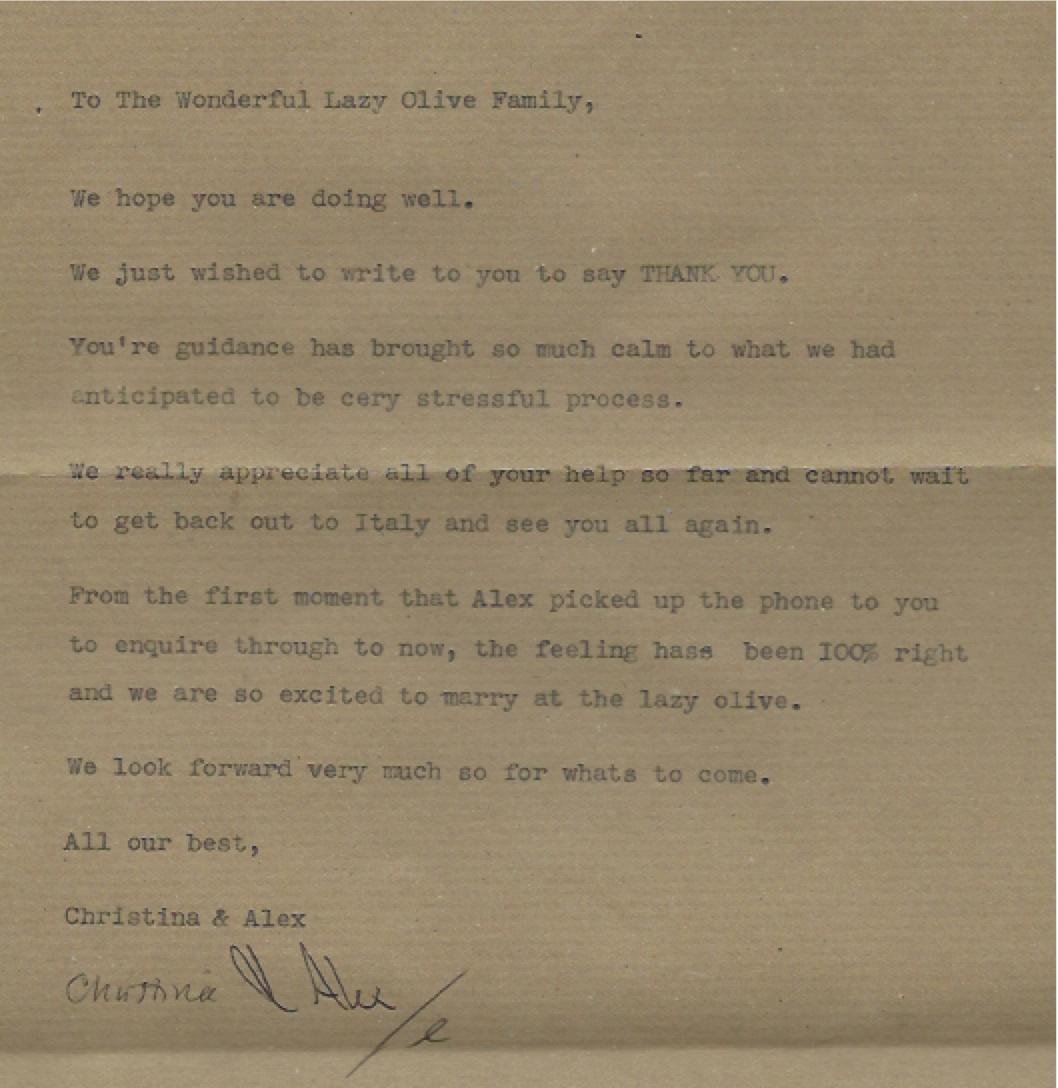 To The Wonderful Lazy Olive Family,
We hope you are doing well.
We just wished to write to you to say THANK YOU.
You're guidance has brought so much calm to what we had
anticipated to be cery stressful process.
We really appreciate all of your help so far and cannot wait
to get back out to Italy and see you all again.
From the first moment that Alex picked up the phone to you
to enquire through to now, the feeling hass been I00% right
and we are so excited to marry at the lazy olive.
We look forward very much so for whats to come.
All our best,
Christina & Alex
Christina & Alex